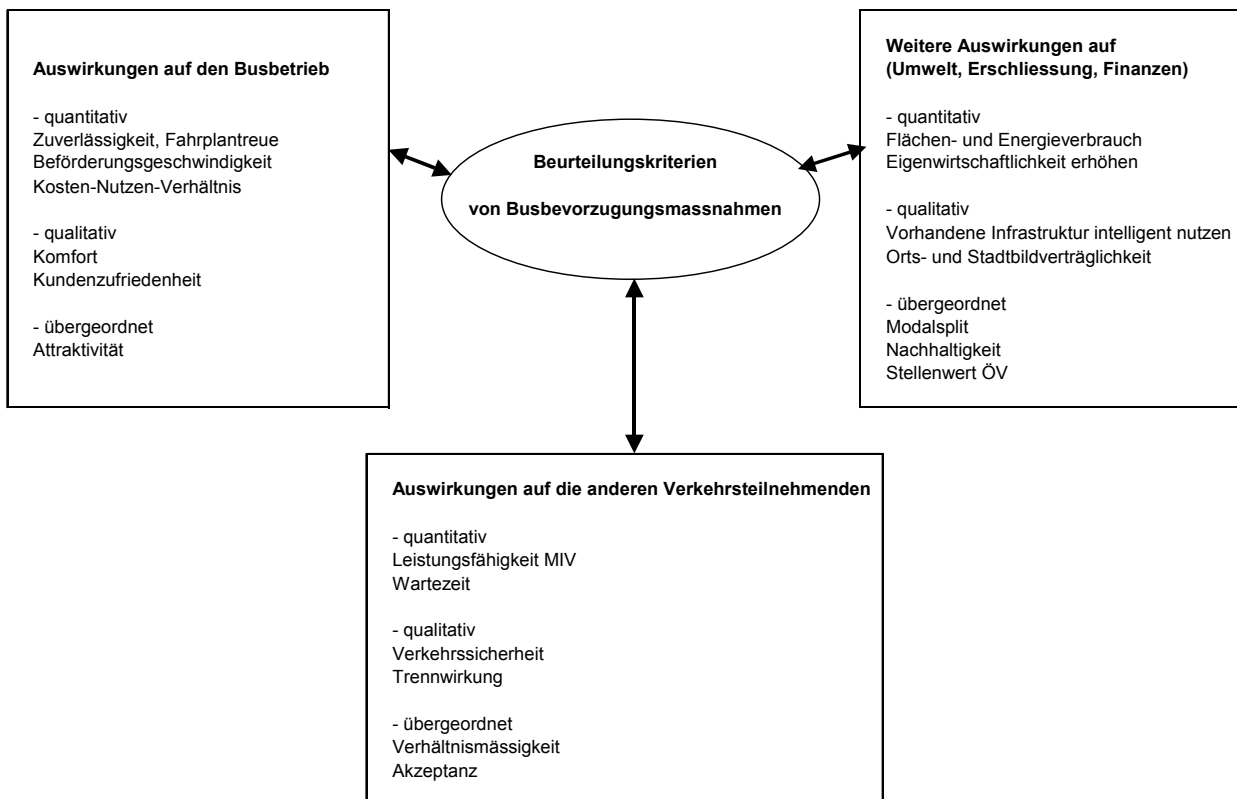 Auswirkungen auf den Busbetrieb
- quantitativ
Zuverlässigkeit, Fahrplantreue
Beförderungsgeschwindigkeit
Kosten-Nutzen-Verhältnis
- qualitativ
Komfort
Kundenzufriedenheit
- übergeordnet
Attraktivität
Beurteilungskriterien
von Busbevorzugungsmassnahmen
Weitere Auswirkungen auf
(Umwelt, Erschliessung, Finanzen)
- quantitativ
Flächen- und Energieverbrauch
Eigenwirtschaftlichkeit erhöhen
- qualitativ
Vorhandene Infrastruktur intelligent nutzen
Orts- und Stadtbildverträglichkeit
- übergeordnet
Modalsplit
Nachhaltigkeit
Stellenwert ÖV
Auswirkungen auf die anderen Verkehrsteilnehmenden
- quantitativ
Leistungsfähigkeit MIV
Wartezeit
- qualitativ
Verkehrssicherheit
Trennwirkung
- übergeordnet
Verhältnismässigkeit
Akzeptanz